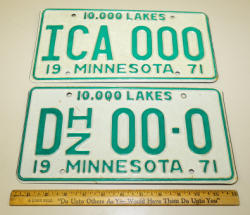 10.000 LAKES
ICA 000
19 MINNESOTA 71
10.000 LAKES
DHZ 00-0
19 MINNESOTA 71
"Do Unto Others As You Would Have Them Do Unto You"